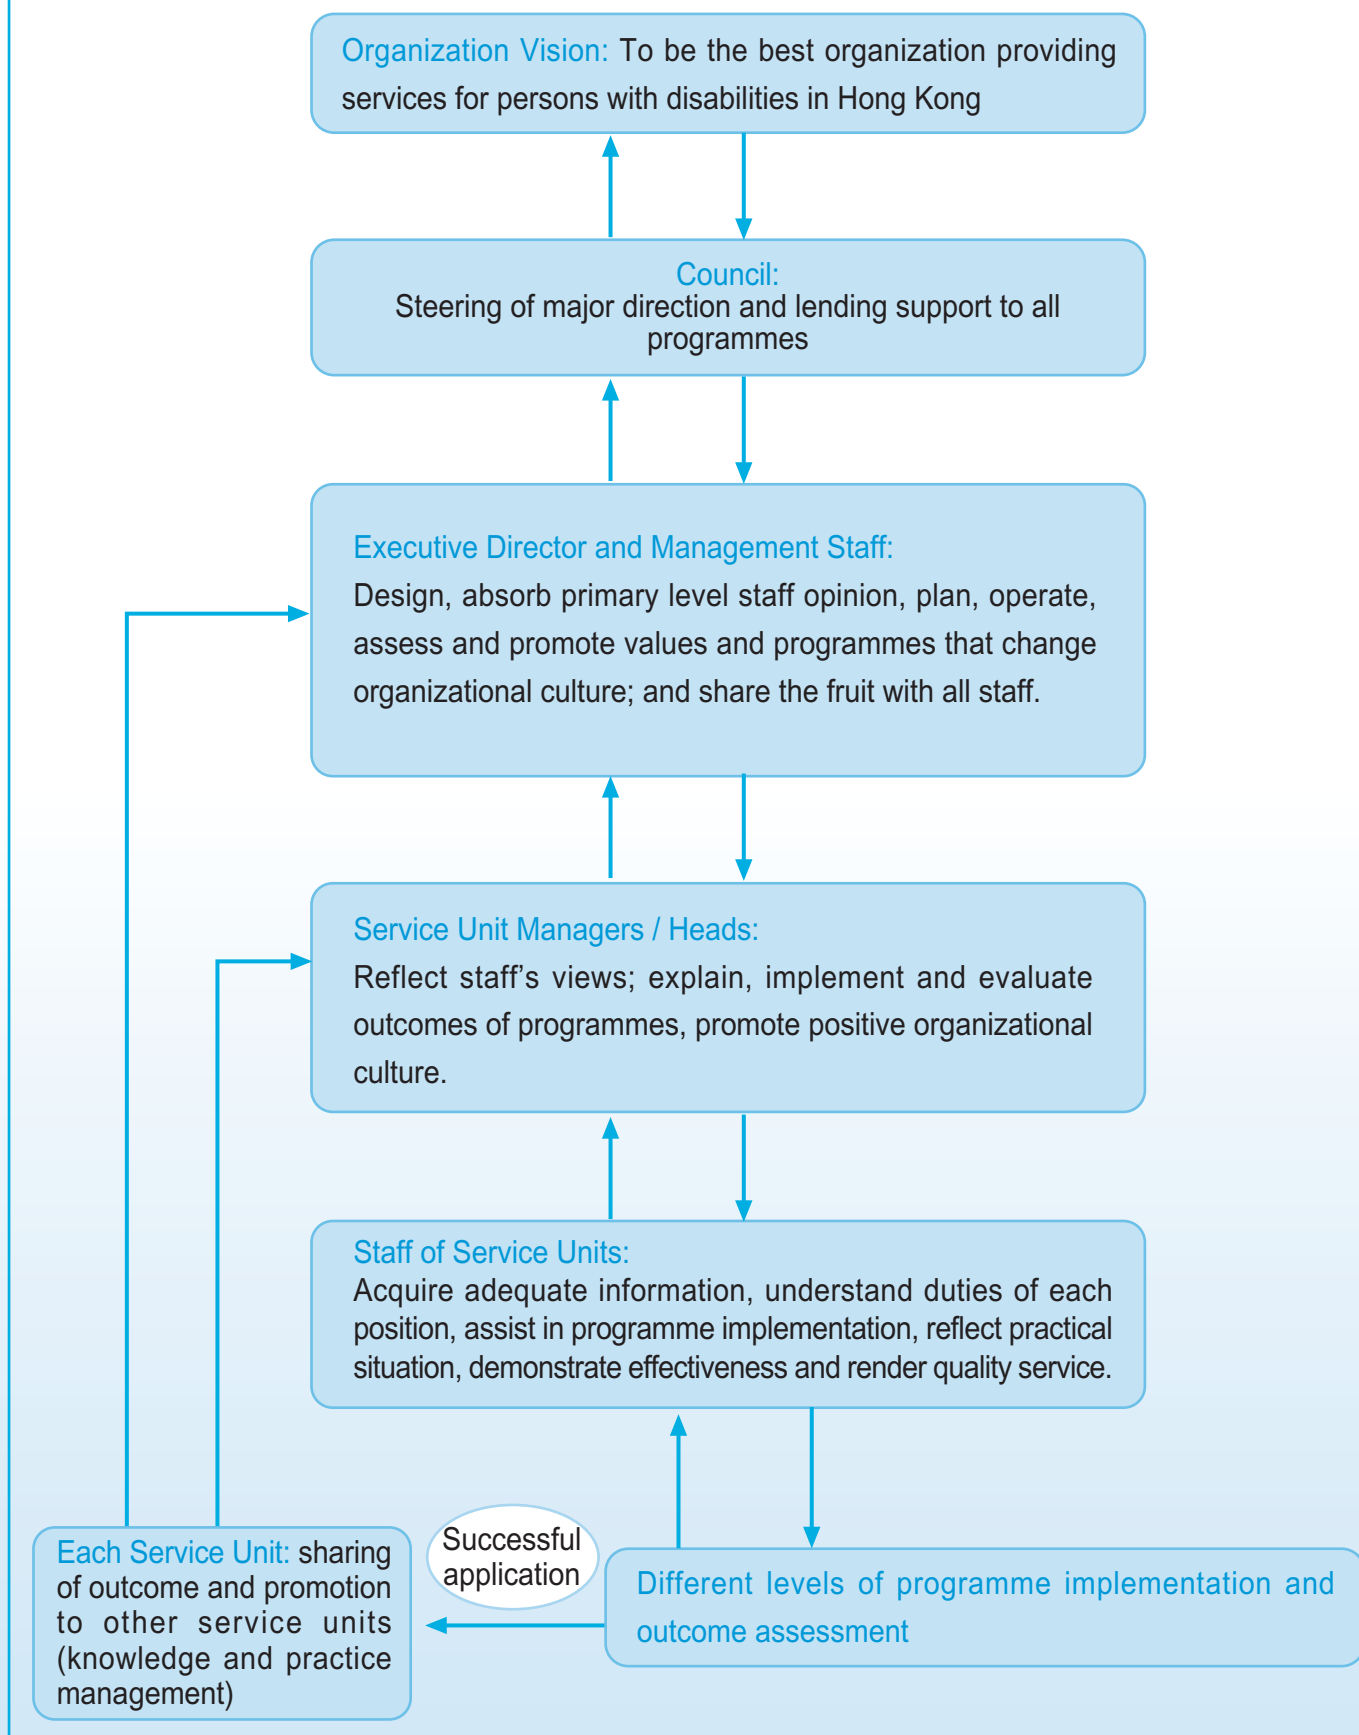 Organization Vision: To be the best organization providing
services for persons with disabilities in Hong Kong
Council:
Steering of major direction and lending support to all
programmes
Executive Director and Management Staff:
Design, absorb primary level staff opinion, plan, operate,
assess and promote values and programmes that change
organizational culture; and share the fruit with all staff.
Service Unit Managers / Heads:
Reflect staff’s views; explain, implement and evaluate
outcomes of programmes, promote positive organizational
culture.
Staff of Service Units:
Acquire adequate information, understand duties of each
position, assist in programme implementation, reflect practical
situation, demonstrate effectiveness and render quality service.
Each Service Unit: sharing
of outcome and promotion
to other service units
(knowledge and practice
management)
Successful
application
Different levels of programme implementation and
outcome assessment